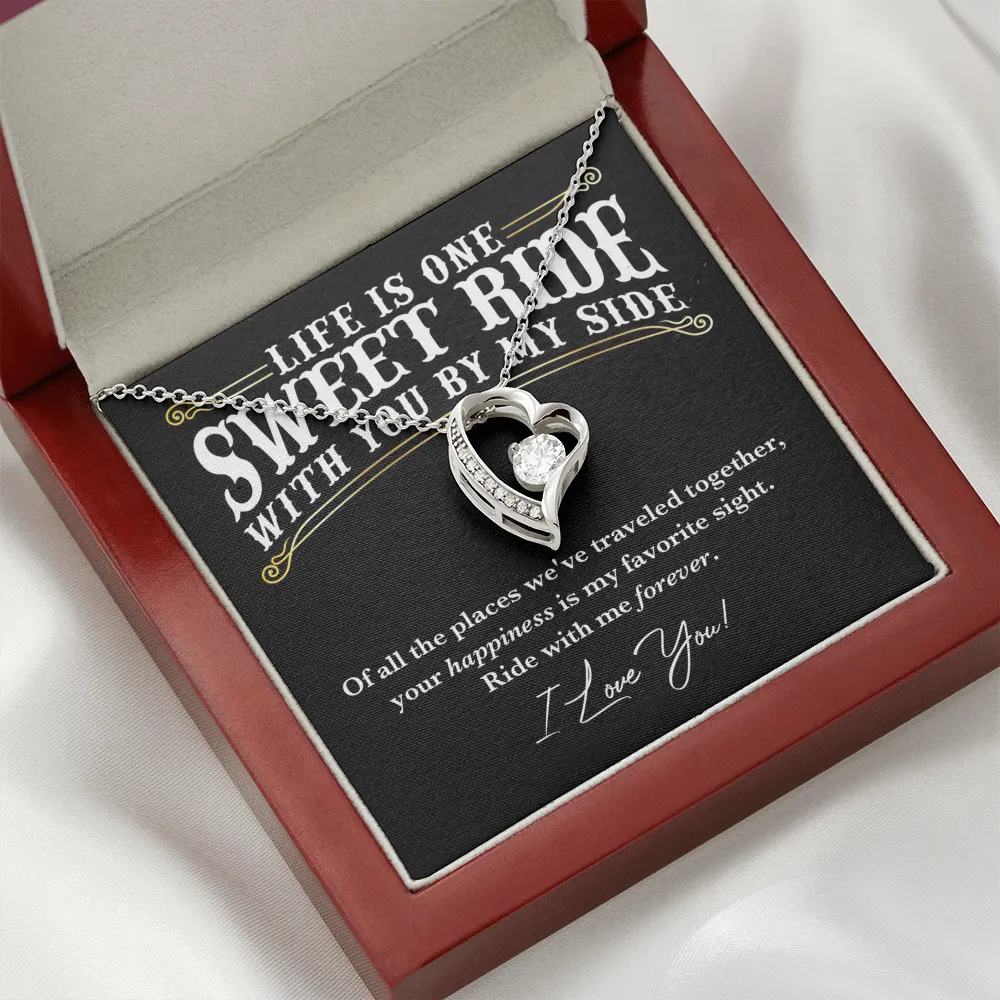 LIFE IS ONE
SWEET RIDE
WITH YOU BY MY SIDE
Of all the places we've traveled together,
your happiness is my favorite sight.
Ride with me forever.
I Love You!